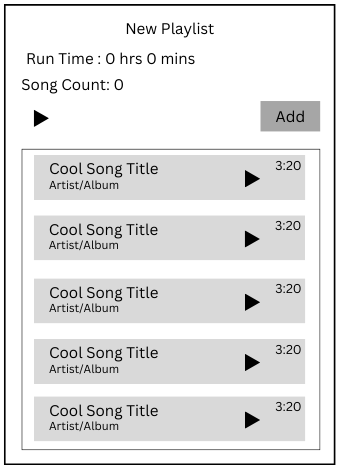 New Playlist
Run Time : 0 hrs 0 mins
Song Count: 0
Add
Cool Song Title
3:20
Artist/Album
Cool Song Title
3:20
Artist/Album
Cool Song Title
3:20
Artist/Album
Cool Song Title
3:20
Artist/Album
Cool Song Title
3:20
Artist/Album